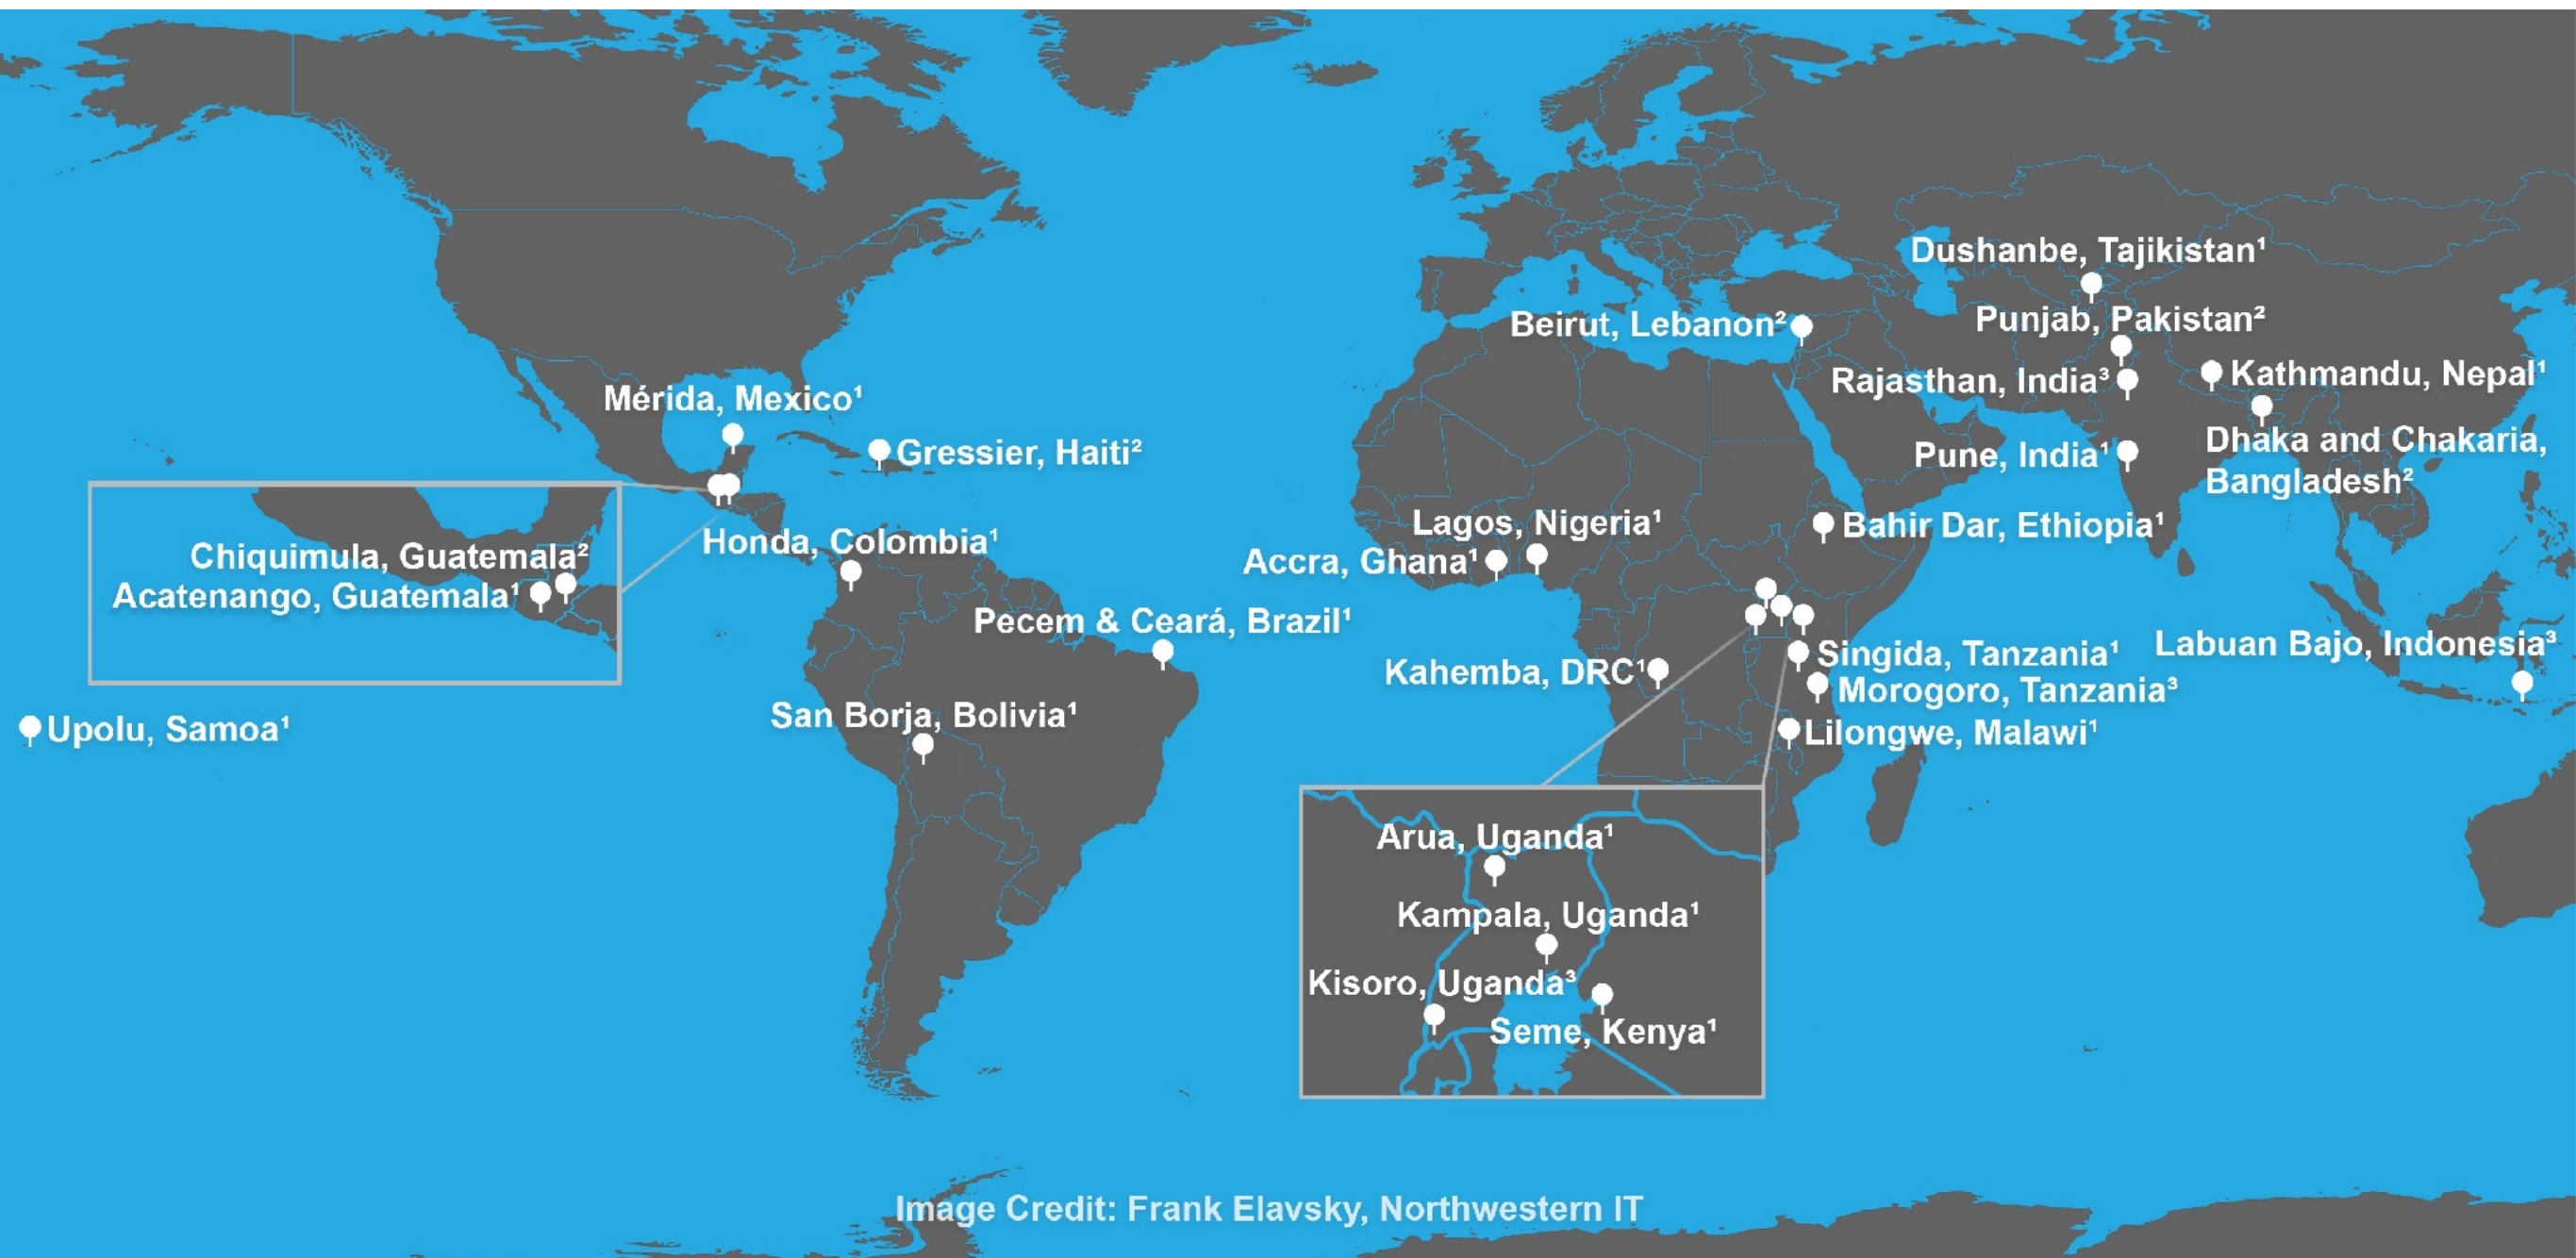 Dushanbe, Tajikistan¹
Punjab, Pakistan²
Beirut, Lebanon²
Kathmandu, Nepal¹
Rajasthan, India³
Mérida, Mexico¹
Gressier, Haiti²
Dhaka and Chakaria,
Bangladesh²
Pune, India¹
Lagos, Nigeria¹
Bahir Dar, Ethiopia¹
Honda, Colombia¹
Chiquimula, Guatemala²
Acatenango, Guatemala¹
Accra, Ghana¹
Pecem & Ceará, Brazil¹
Labuan Bajo, Indonesia³
Singida, Tanzania¹
Kahemba, DRC¹
Morogoro, Tanzania³
San Borja, Bolivia¹
Upolu, Samoa¹
Lilongwe, Malawi¹
Arua, Uganda¹
Kampala, Uganda¹
Kisoro, Uganda³
Seme, Kenya¹
Image Credit: Frank Elavsky, Northwestern IT